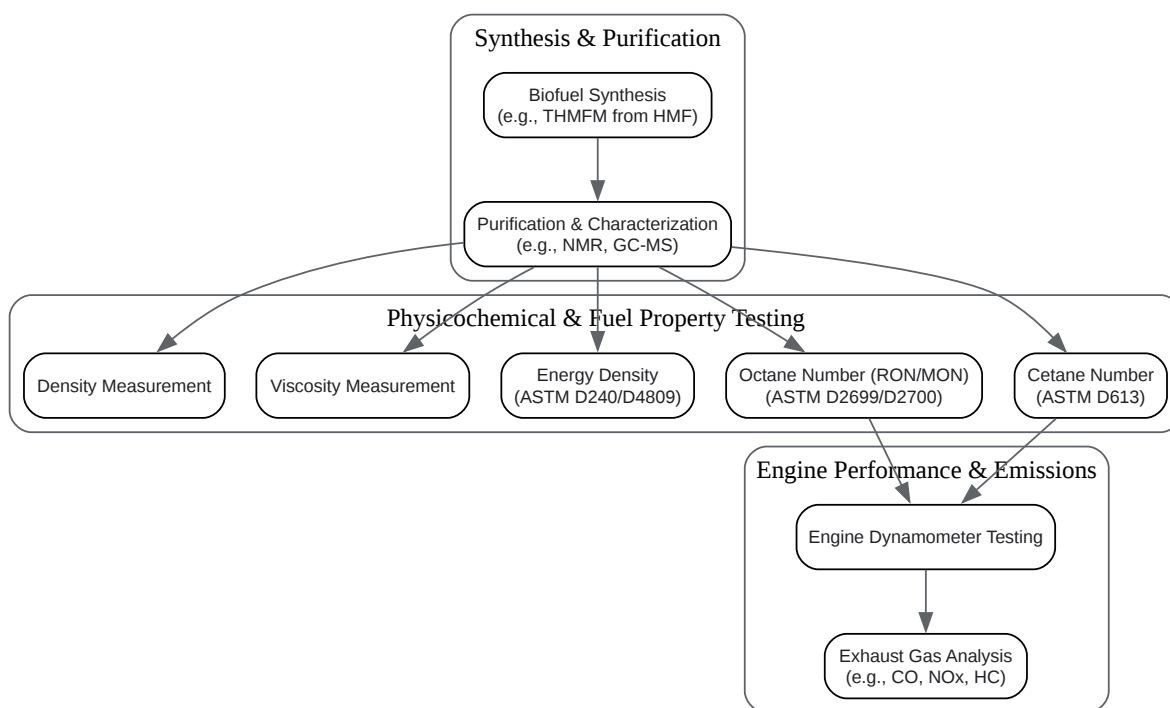 Synthesis & Purification
Biofuel Synthesis
(e.g., THMFM from HMF)
Purification & Characterization
(e.g., NMR, GC-MS)
Physicochemical & Fuel Property Testing
Density Measurement
Viscosity Measurement
Energy Density
(ASTM D240/D4809)
Octane Number (RON/MON)
(ASTM D2699/D2700)
Cetane Number
(ASTM D613)
Engine Performance & Emissions
Engine Dynamometer Testing
Exhaust Gas Analysis
(e.g., CO, NOx, HC)